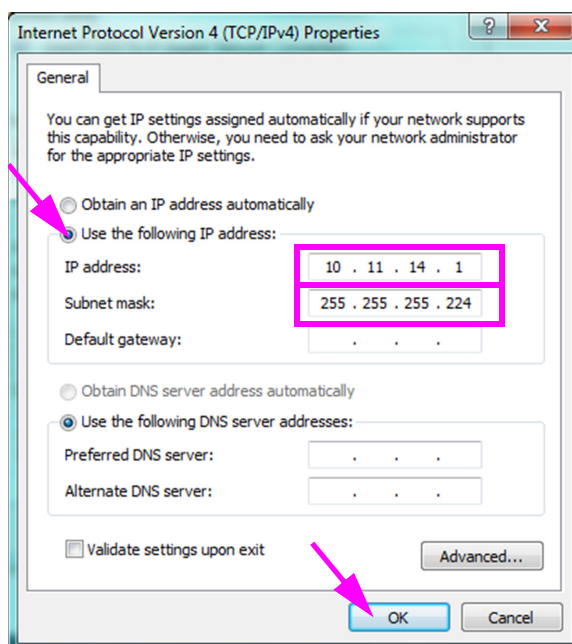 Internet Protocol Version 4 (TCP/IPv4) Properties
?
X
General
You can get IP settings assigned automatically if your network supports
this capability. Otherwise, you need to ask your network administrator
for the appropriate IP settings.
Obtain an IP address automatically
Use the following IP address:
IP address: 10 . 11 . 14 . 1
Subnet mask: 255 . 255 . 255 . 224
Default gateway: . . .
Obtain DNS server address automatically
Use the following DNS server addresses:
Preferred DNS server: . . .
Alternate DNS server: . . .
Validate settings upon exit
Advanced...
OK Cancel